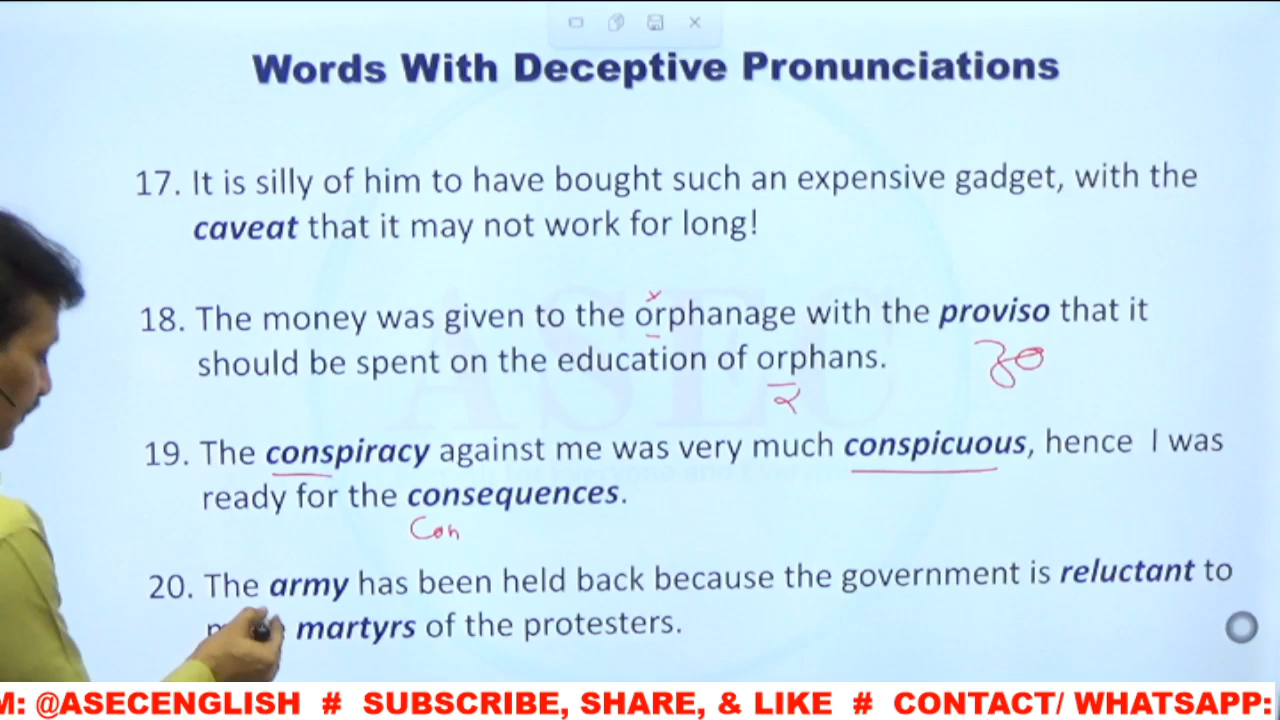 Words With Deceptive Pronunciations
17. It is silly of him to have bought such an expensive gadget, with the
caveat that it may not work for long!
18. The money was given to the orphanage with the proviso that it
should be spent on the education of orphans.
19. The conspiracy against me was very much conspicuous, hence I was
ready for the consequences.
Con
20. The army has been held back because the government is reluctant to
martyrs of the protesters.
ASEC
M: @ASECENGLISH # SUBSCRIBE, SHARE, & LIKE # CONTACT/ WHATSAPP: